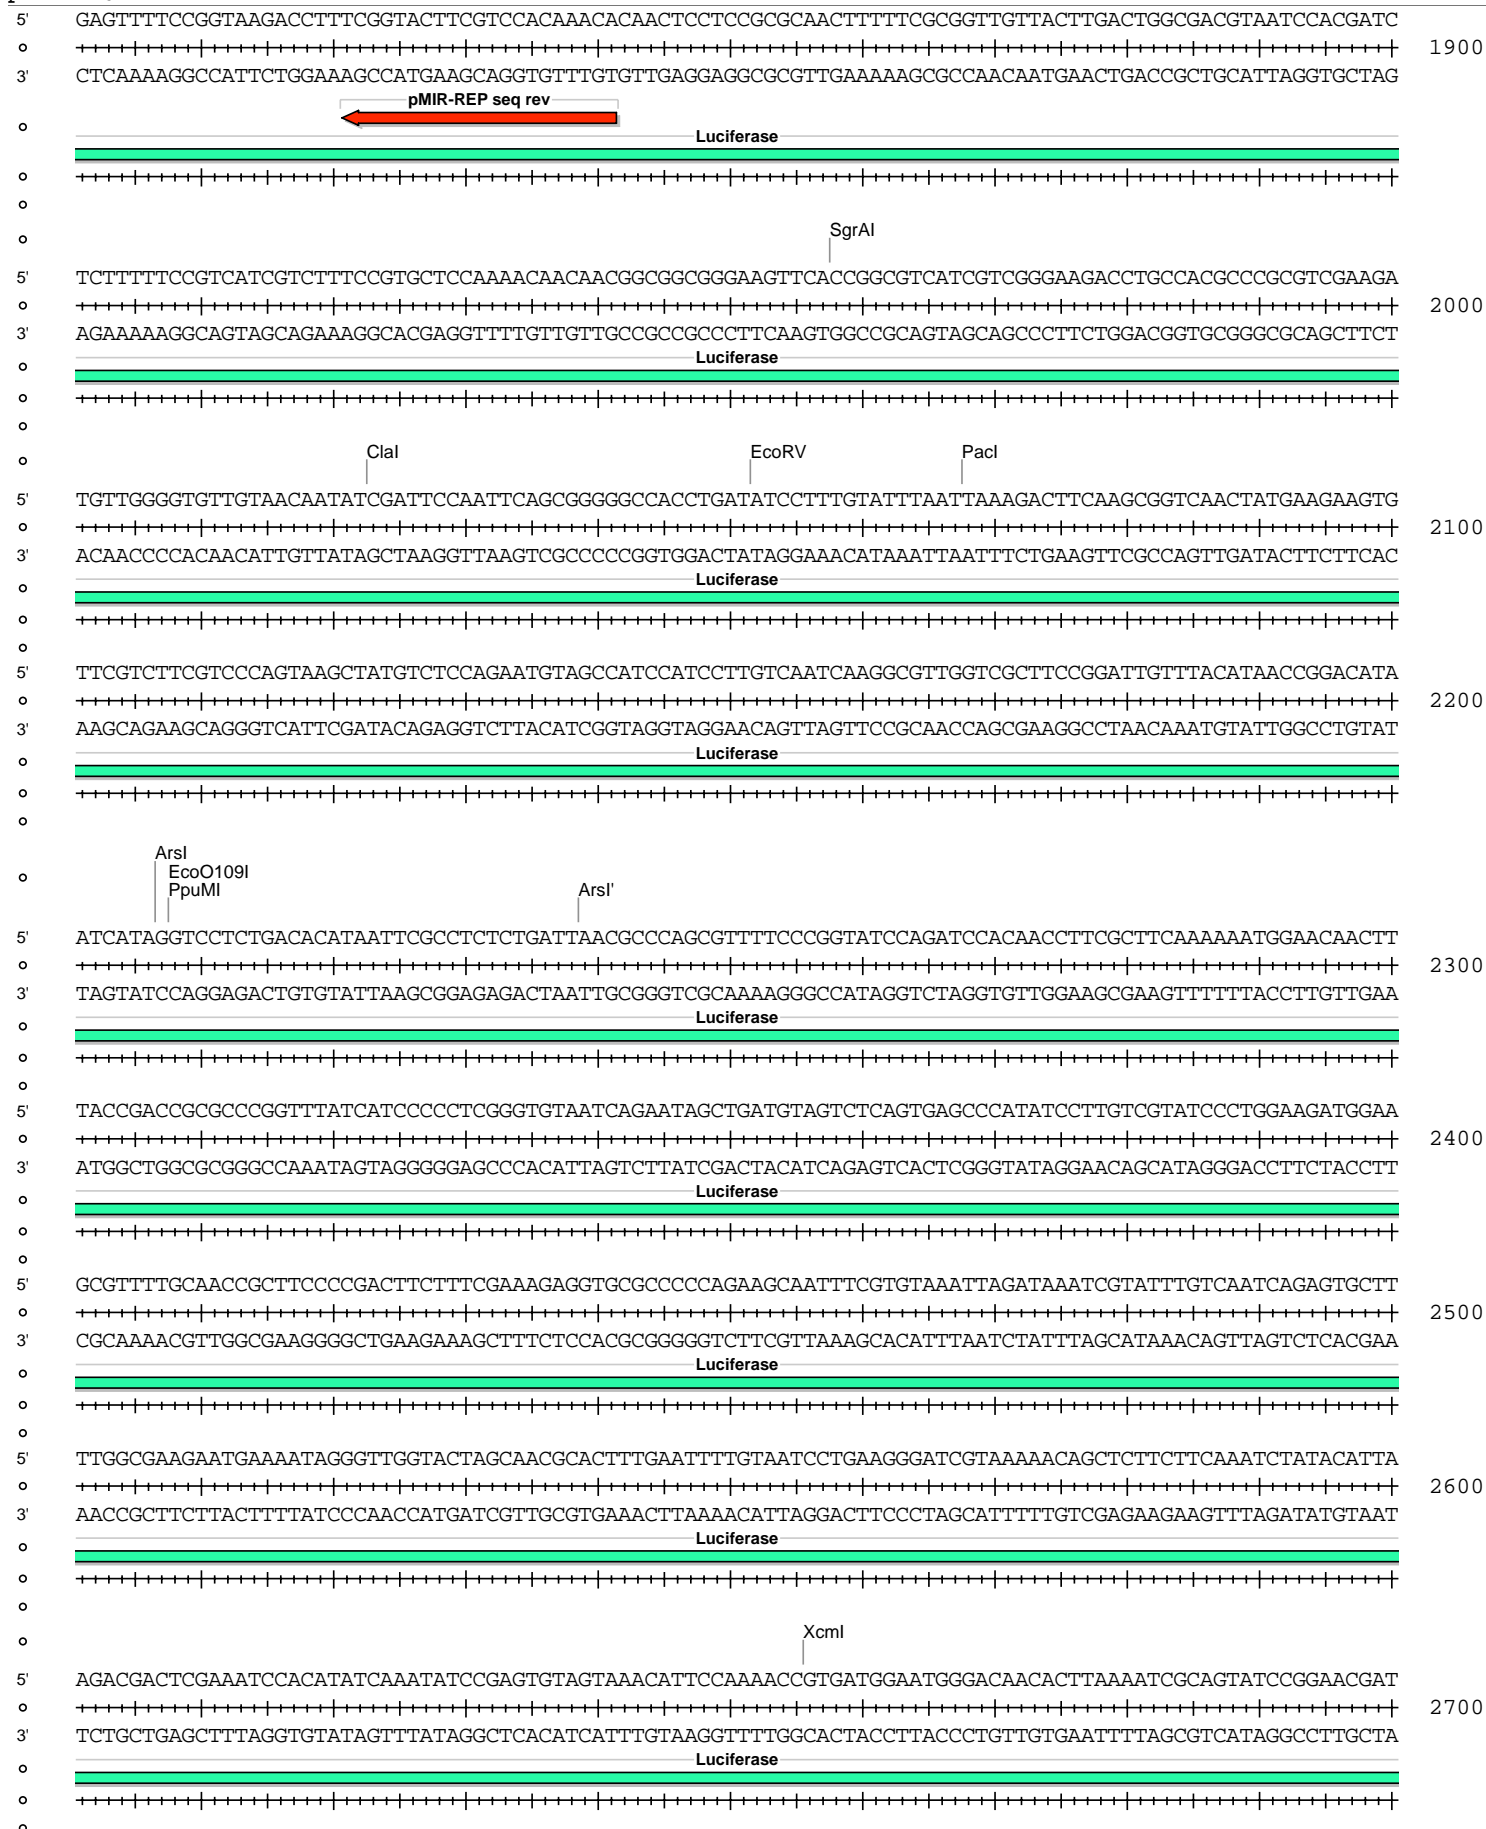 5' GAGTTTTCCGGTAAGACCTTTCGGTACTTCGTCCACAAACACAACTCCTCCGCGCAACTTTTTCGCGGTTGTTACTTGACTGGCGACGTAATCCACGATC
1900
3' CTCAAAAGGCCATTCTGGAAAGCCATGAAGCAGGTGTTTGTGTTGAGGAGGCGCGTTGAAAAAGCGCCAACAATGAACTGACCGCTGCATTAGGTGCTAG
pMIR-REP seq rev
Luciferase
SgrAI
5' TCTTTTTCCGTCATCGTCTTTCCGTGCTCCAAAACAACAACGGCGGCGGGAAGTTCACCGGCGTCATCGTCGGGAAGACCTGCCACGCCCGCGTCGAAGA
2000
3' AGAAAAAGGCAGTAGCAGAAAGGCACGAGGTTTTGTTGTTGCCGCCGCCCTTCAAGTGGCCGCAGTAGCAGCCCTTCTGGACGGTGCGGGCGCAGCTTCT
Luciferase
ClaI EcoRV PacI
5' TGTTGGGGTGTTGTAACAATATCGATTCCAATTCAGCGGGGGCCACCTGATATCCTTTGTATTTAATTAAAGACTTCAAGCGGTCAACTATGAAGAAGTG
2100
3' ACAACCCCACAACATTGTTATAGCTAAGGTTAAGTCGCCCCCGGTGGACTATAGGAAACATAAATTAATTTCTGAAGTTCGCCAGTTGATACTTCTTCAC
Luciferase
5' TTCGTCTTCGTCCCAGTAAGCTATGTCTCCAGAATGTAGCCATCCATCCTTGTCAATCAAGGCGTTGGTCGCTTCCGGATTGTTTACATAACCGGACATA
2200
3' AAGCAGAAGCAGGGTCATTCGATACAGAGGTCTTACATCGGTAGGTAGGAACAGTTAGTTCCGCAACCAGCGAAGGCCTAACAAATGTATTGGCCTGTAT
Luciferase
ArsI
EcoO109I
PpuMI ArsI'
5' ATCATAGGTCCTCTGACACATAATTCGCCTCTCTGATTAACGCCCAGCGTTTTCCCGGTATCCAGATCCACAACCTTCGCTTCAAAAAATGGAACAACTT
2300
3' TAGTATCCAGGAGACTGTGTATTAAGCGGAGAGACTAATTGCGGGTCGCAAAAGGGCCATAGGTCTAGGTGTTGGAAGCGAAGTTTTTTACCTTGTTGAA
Luciferase
5' TACCGACCGCGCCCGGTTTATCATCCCCCTCGGGTGTAATCAGAATAGCTGATGTAGTCTCAGTGAGCCCATATCCTTGTCGTATCCCTGGAAGATGGAA
2400
3' ATGGCTGGCGCGGGCCAAATAGTAGGGGGAGCCCACATTAGTCTTATCGACTACATCAGAGTCACTCGGGTATAGGAACAGCATAGGGACCTTCTACCTT
Luciferase
5' GCGTTTTGCAACCGCTTCCCCGACTTCTTTCGAAAGAGGTGCGCCCCCAGAAGCAATTTCGTGTAAATTAGATAAATCGTATTTGTCAATCAGAGTGCTT
2500
3' CGCAAAACGTTGGCGAAGGGGCTGAAGAAAGCTTTCTCCACGCGGGGGTCTTCGTTAAAGCACATTTAATCTATTTAGCATAAACAGTTAGTCTCACGAA
Luciferase
5' TTGGCGAAGAATGAAAATAGGGTTGGTACTAGCAACGCACTTTGAATTTTGTAATCCTGAAGGGATCGTAAAAACAGCTCTTCTTCAAATCTATACATTA
2600
3' AACCGCTTCTTACTTTTATCCCAACCATGATCGTTGCGTGAAACTTAAAACATTAGGACTTCCCTAGCATTTTTGTCGAGAAGAAGTTTAGATATGTAAT
Luciferase
XcmI
5' AGACGACTCGAAATCCACATATCAAATATCCGAGTGTAGTAAACATTCCAAAACCGTGATGGAATGGGACAACACTTAAAATCGCAGTATCCGGAACGAT
2700
3' TCTGCTGAGCTTTAGGTGTATAGTTTATAGGCTCACATCATTTGTAAGGTTTTGGCACTACCTTACCCTGTTGTGAATTTTAGCGTCATAGGCCTTGCTA
Luciferase